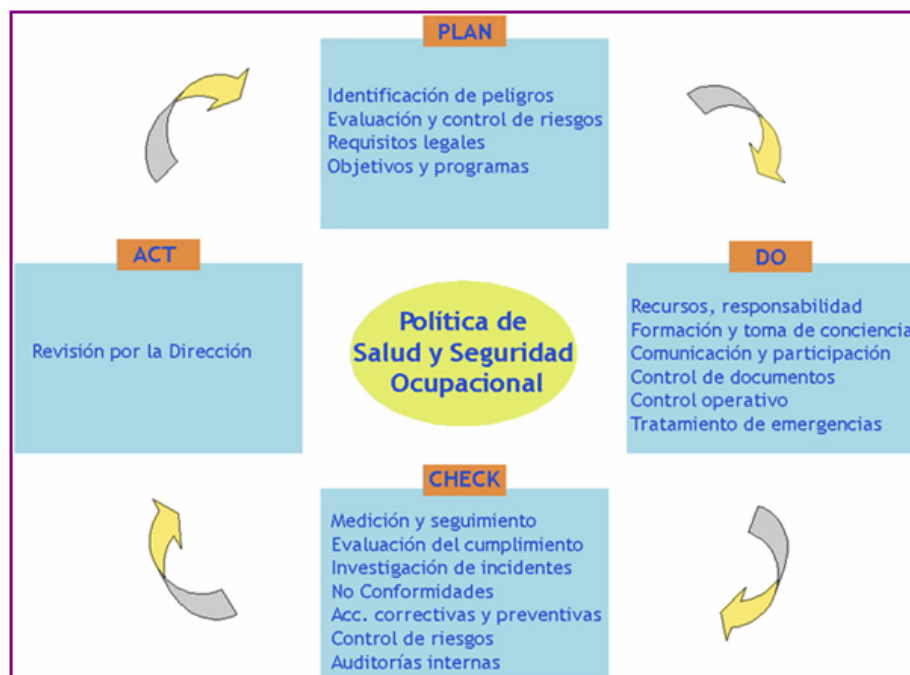 PLAN
Identificación de peligros
Evaluación y control de riesgos
Requisitos legales
Objetivos y programas
ACT
Revisión por la Dirección
Política de
Salud y Seguridad
Ocupacional
DO
Recursos, responsabilidad
Formación y toma de conciencia
Comunicación y participación
Control de documentos
Control operativo
Tratamiento de emergencias
CHECK
Medición y seguimiento
Evaluación del cumplimiento
Investigación de incidentes
No Conformidades
Acc. correctivas y preventivas
Control de riesgos
Auditorías internas